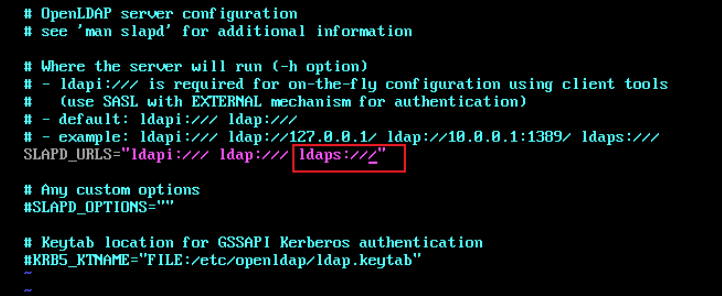 # OpenLDAP server configuration
# see 'man slapd' for additional information
# Where the server will run (-h option)
# - ldapi:/// is required for on-the-fly configuration using client tools
#   (use SASL with EXTERNAL mechanism for authentication)
# - default: ldapi:/// ldap:///
# - example: ldapi:/// ldap://127.0.0.1/ ldap://10.0.0.1:1389/ ldaps:///
SLAPD_URLS="ldapi:/// ldap:/// ldaps:///"
# Any custom options
#SLAPD_OPTIONS=""
# Keytab location for GSSAPI Kerberos authentication
#KRB5_KTNAME="FILE:/etc/openldap/ldap.keytab"
~
~